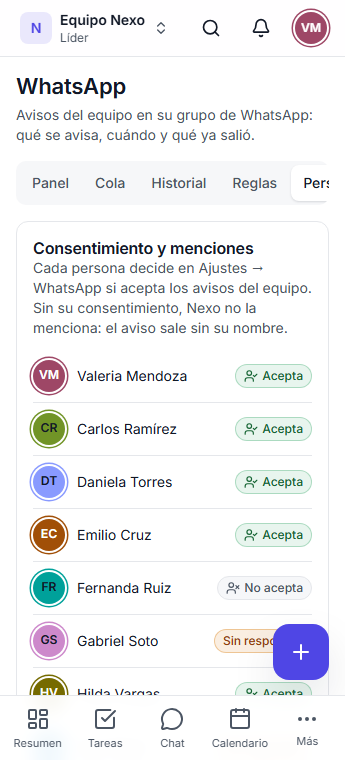 N
Equipo Nexo
Líder
VM
WhatsApp
Avisos del equipo en su grupo de WhatsApp:
qué se avisa, cuándo y qué ya salió.
Panel
Cola
Historial
Reglas
Consentimiento y menciones
Cada persona decide en Ajustes →
WhatsApp si acepta los avisos del equipo.
Sin su consentimiento, Nexo no la
menciona: el aviso sale sin su nombre.
VM Valeria Mendoza Acepta
CR Carlos Ramírez Acepta
DT Daniela Torres Acepta
EC Emilio Cruz Acepta
FR Fernanda Ruiz No acepta
GS Gabriel Soto Sin
HV Hilda Vargas Acepta
Resumen
Tareas
Chat
Calendario
Más